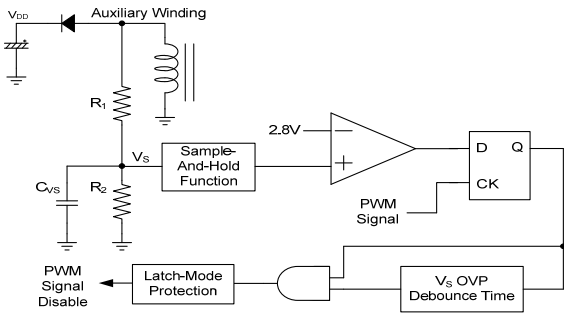 V_DD
Auxiliary Winding
R1
2.8V
VS
Sample-
And-Hold
Function
D
Q
CVS
R2
CK
PWM
Signal
PWM
Signal
Disable
Latch-Mode
Protection
VS OVP
Debounce Time